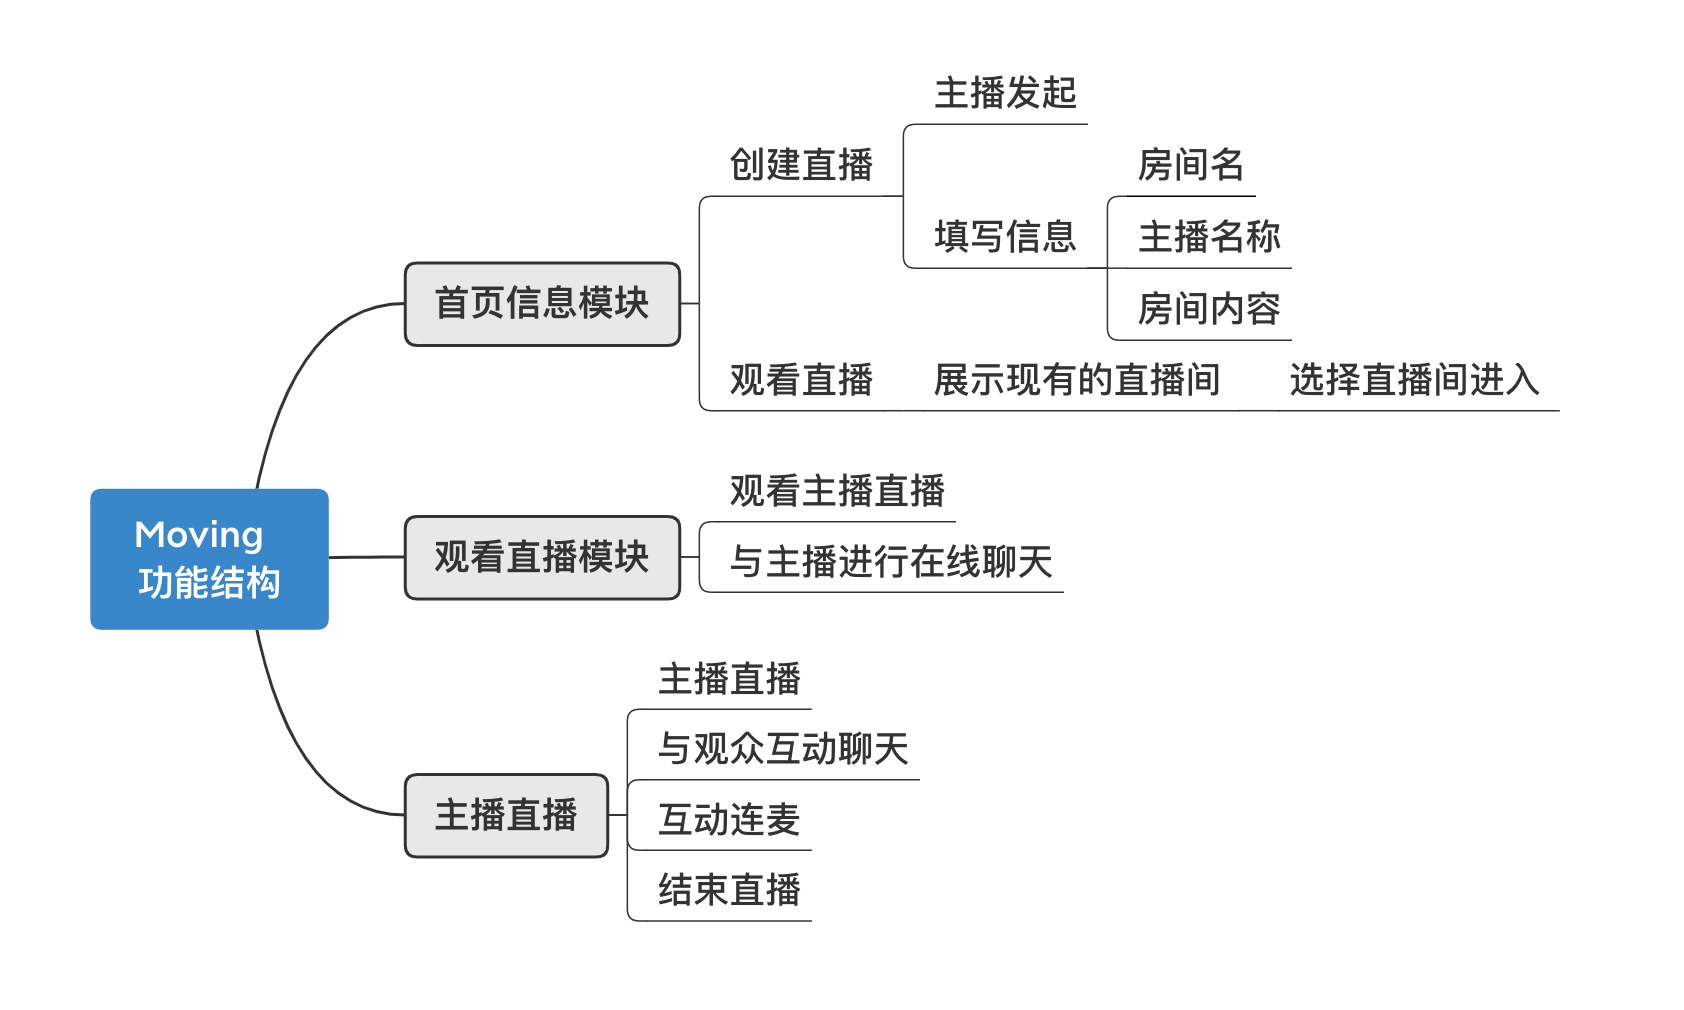 Moving
功能结构
首页信息模块
创建直播
主播发起
填写信息
房间名
主播名称
房间内容
观看直播
展示现有的直播间
选择直播间进入
观看直播模块
观看主播直播
与主播进行在线聊天
主播直播
主播直播
与观众互动聊天
互动连麦
结束直播